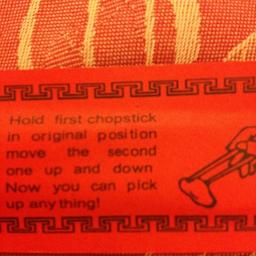 Hold first chopstick
in original position
move the second
one up and down
Now you can pick
up any thing!